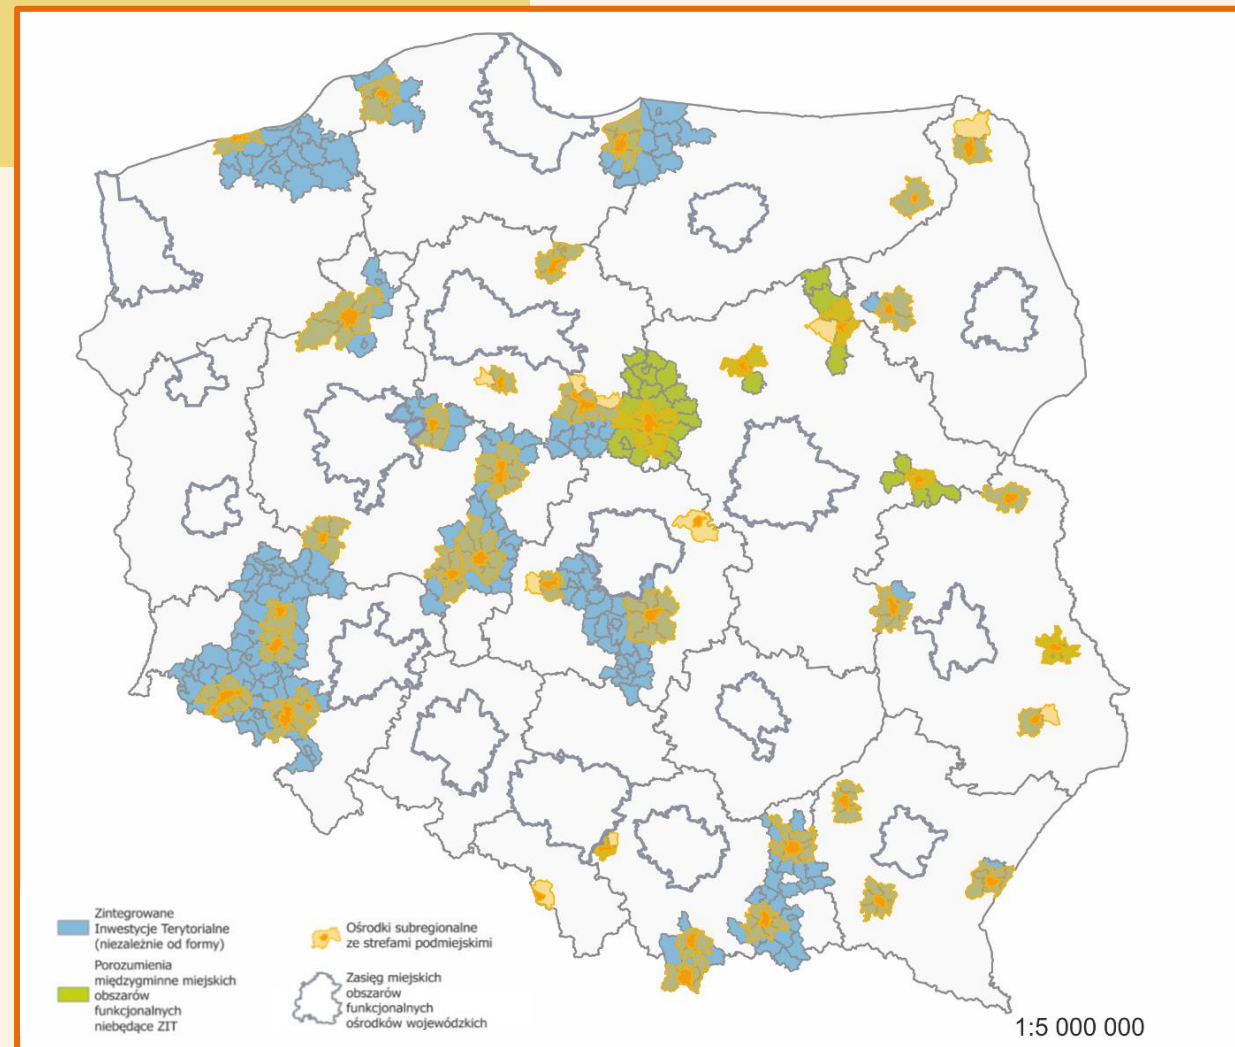 Zintegrowane
Inwestycje Terytorialne
(niezależnie od formy)
Porozumienia
międzygminne miejskich
obszarów
funkcjonalnych
niebędące ZIT
Ośrodki subregionalne
ze strefami podmiejskimi
Zasięg miejskich
obszarów
funkcjonalnych
ośrodków wojewódzkich
1:5 000 000